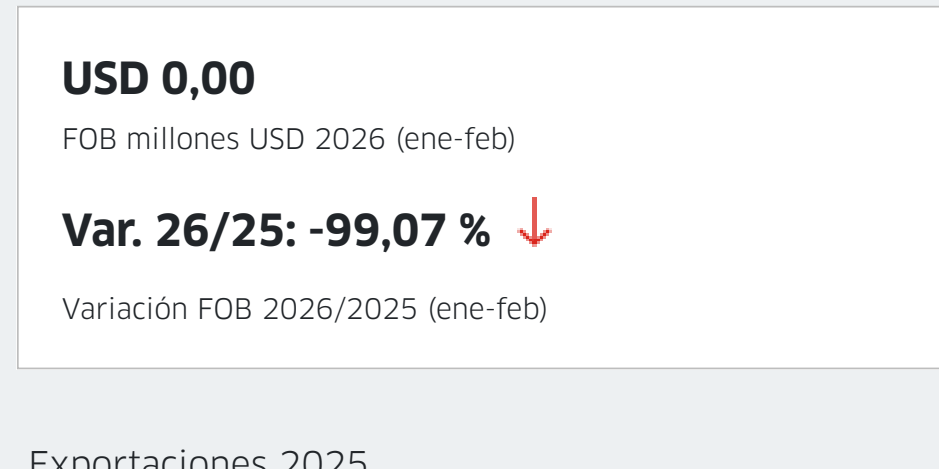 USD 0,00
FOB millones USD 2026 (ene-feb)
Var. 26/25: -99,07 %
Variación FOB 2026/2025 (ene-feb)
Exportaciones 2025